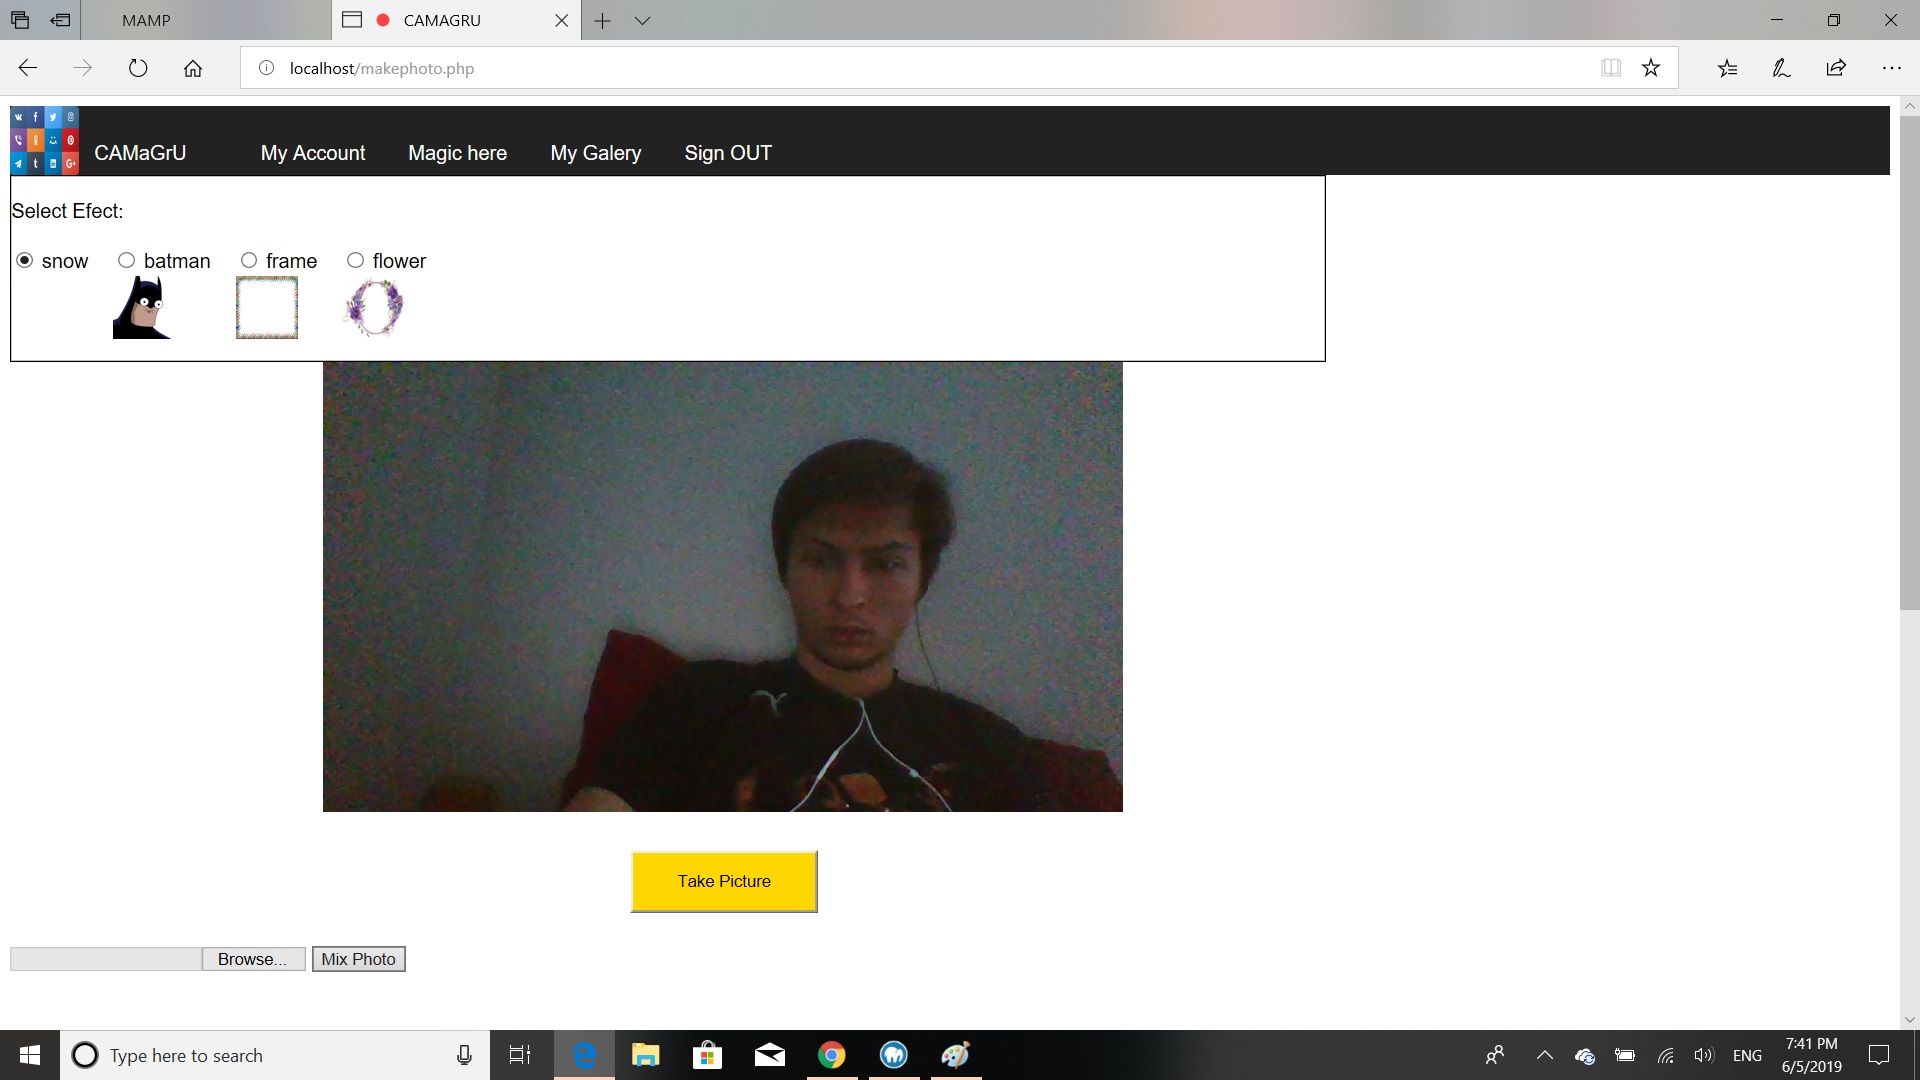 MAMP
CAMAGRU
localhost/makephoto.php
CAMaGrU My Account Magic here My Galery Sign OUT
Select Efect:
snow batman frame flower
Take Picture
Browse... Mix Photo
Type here to search
ENG
7:41 PM
6/5/2019